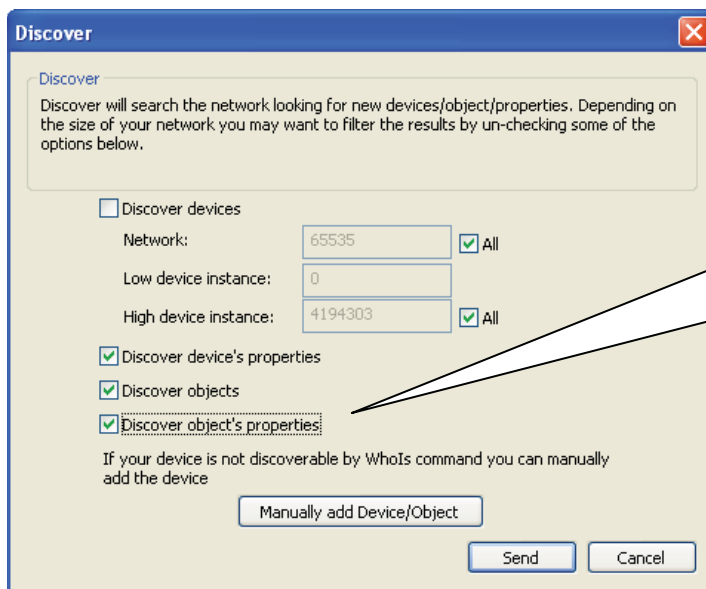 Discover
Discover
Discover will search the network looking for new devices/object/properties. Depending on
the size of your network you may want to filter the results by un-checking some of the
options below.
Discover devices
Network: 65535 All
Low device instance: 0
High device instance: 4194303 All
Discover device's properties
Discover objects
Discover object's properties
If your device is not discoverable by WhoIs command you can manually
add the device
Manually add Device/Object
Send Cancel